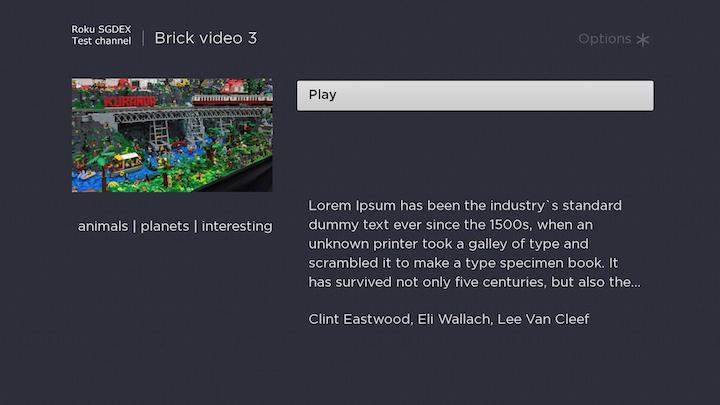 Roku SGDEX
Test channel
Brick video 3
Options
KURANDA
Play
animals | planets | interesting
Lorem Ipsum has been the industry`s standard
dummy text ever since the 1500s, when an
unknown printer took a galley of type and
scrambled it to make a type specimen book. It
has survived not only five centuries, but also the...
Clint Eastwood, Eli Wallach, Lee Van Cleef